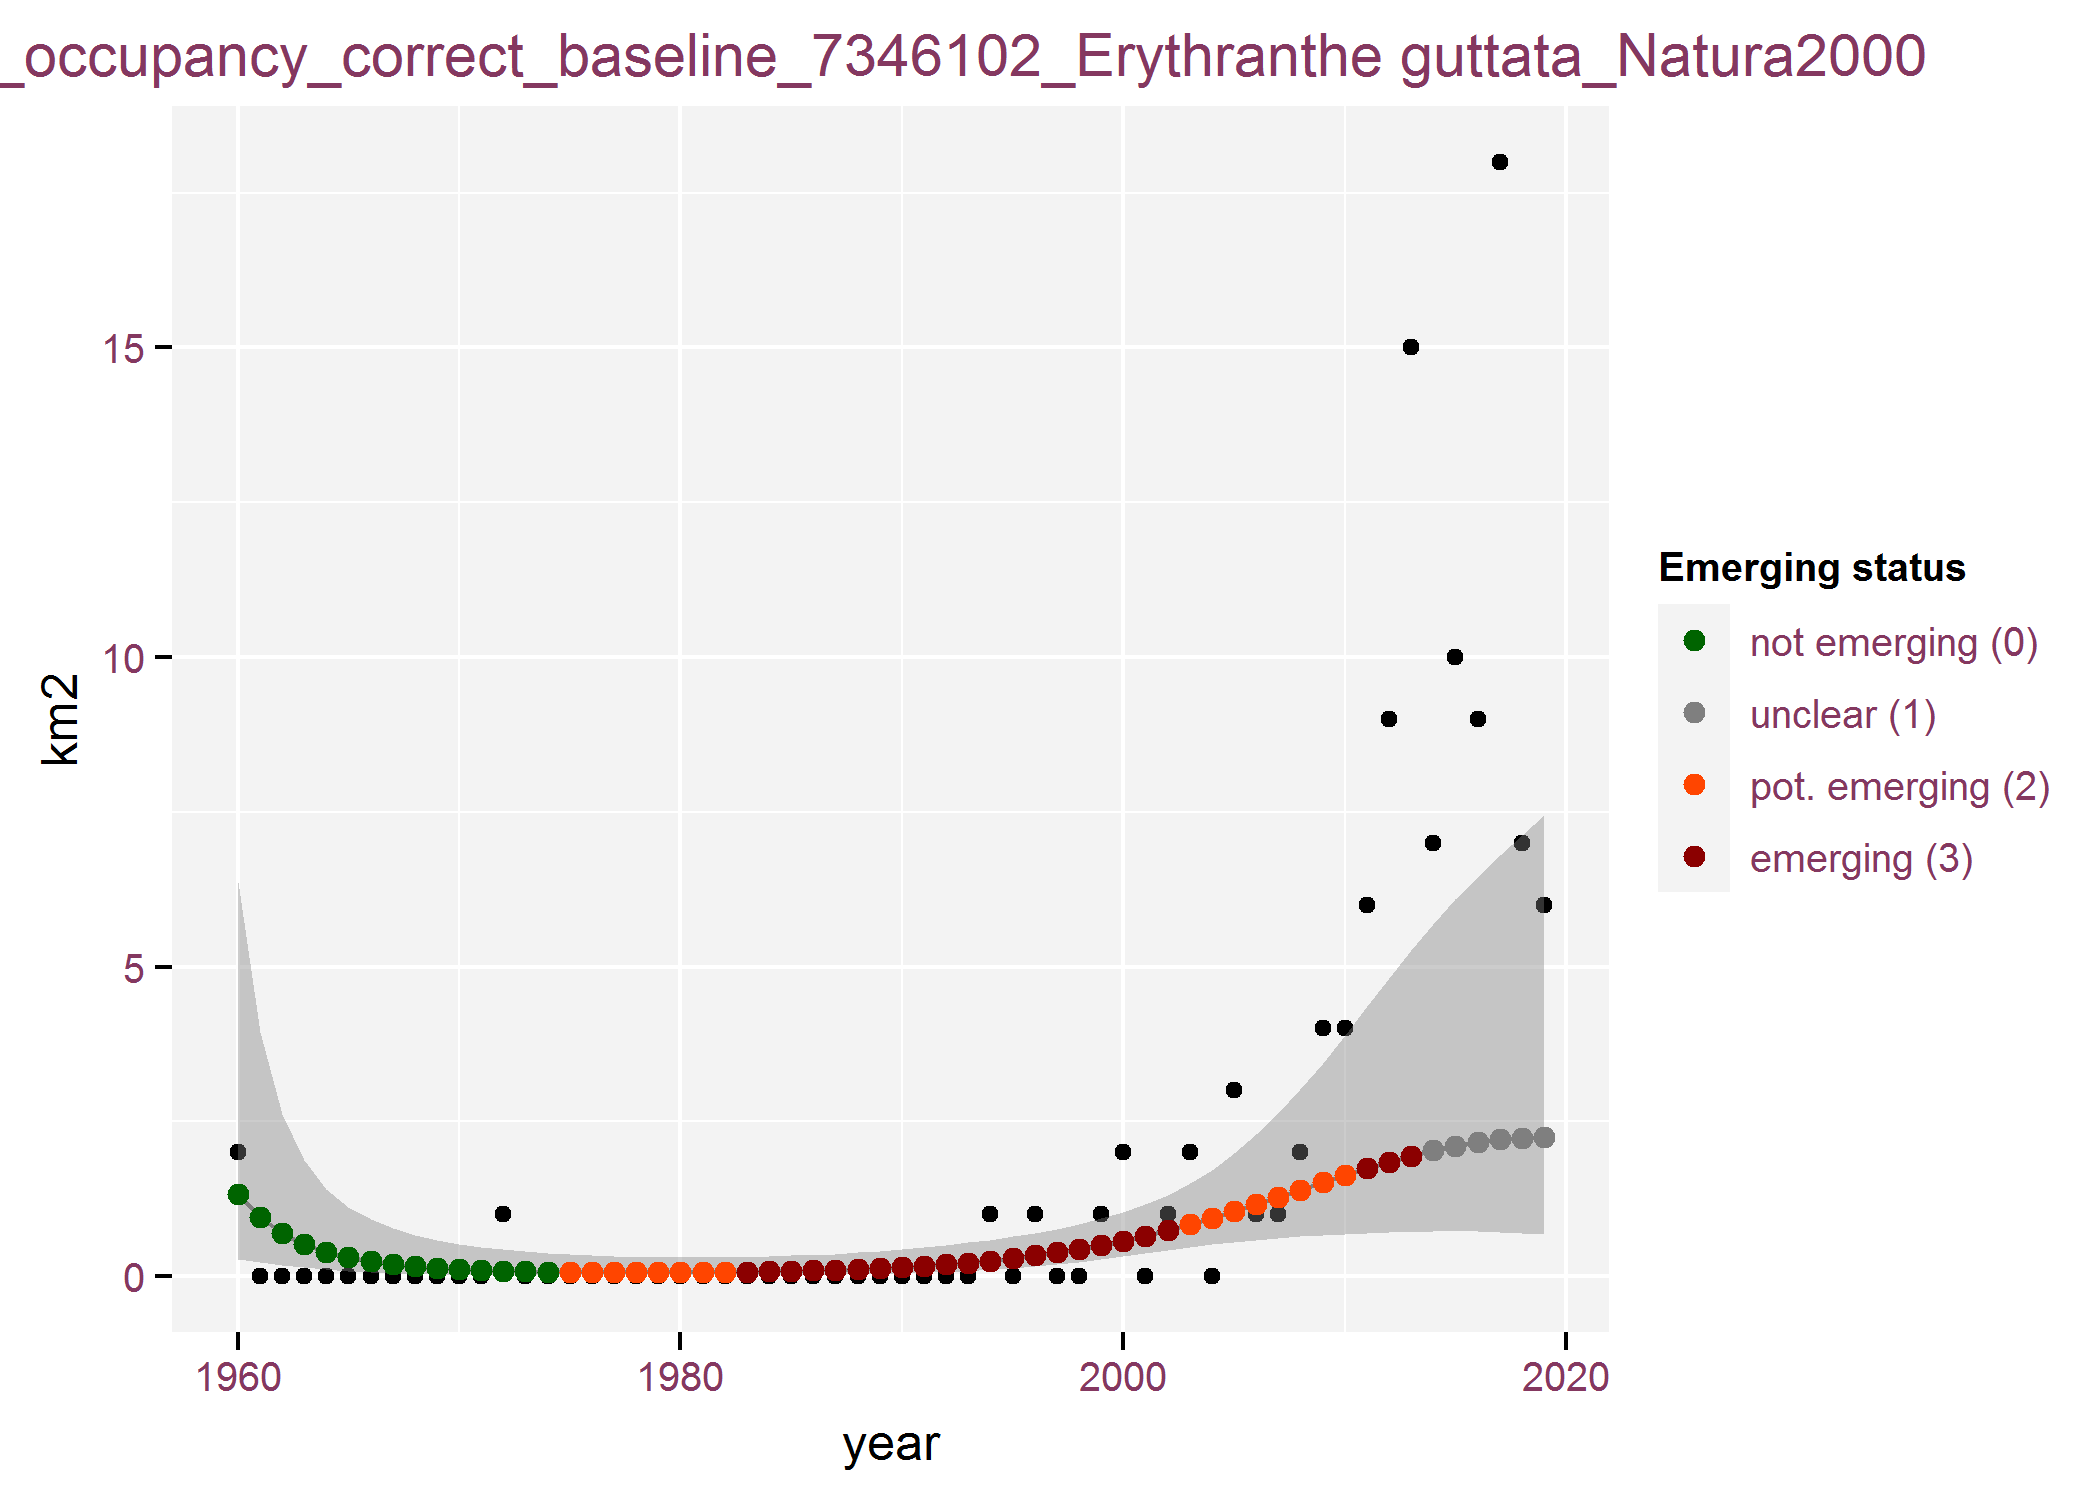 _occupancy_correct_baseline_7346102_Erythranthe guttata_Natura2000
km2
15
10
5
0
1960
1980
2000
2020
year
Emerging status
not emerging (0)
unclear (1)
pot. emerging (2)
emerging (3)